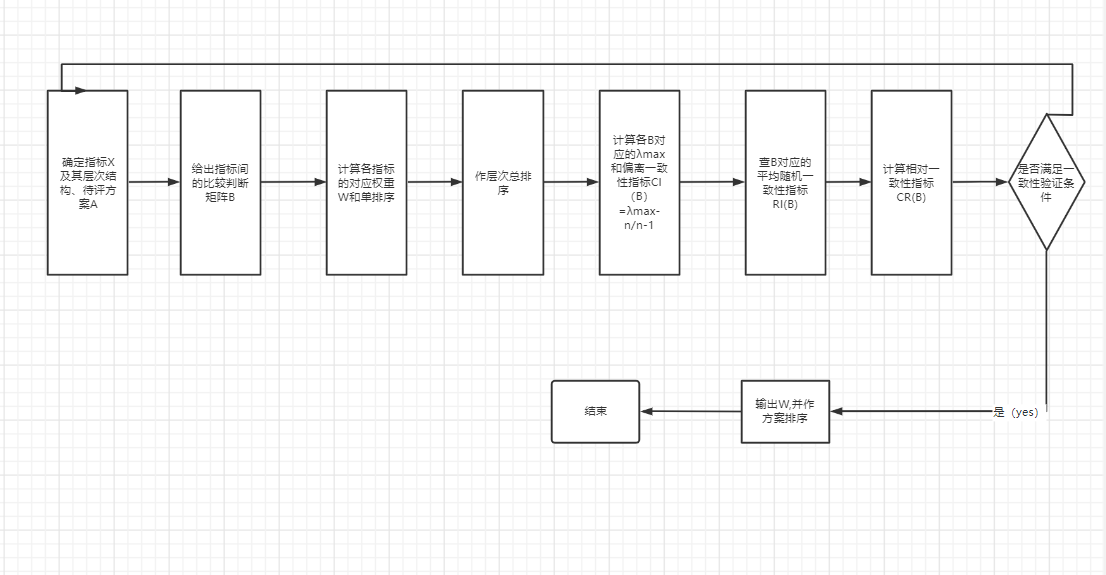 确定指标X
及其层次结
构、待评方
案A
给出指标间
的比较判断
矩阵B
计算各指标
的对应权重
W和单排序
作层次总排
序
计算各B对
应的λmax
和偏离一致
性指标CI
（B）
=λmax-
n/n-1
查B对应的
平均随机一
致性指标
RI(B)
计算相对一
致性指标
CR(B)
是否满足一
致性验证条
件
结束
输出W,并作
方案排序
是（yes）